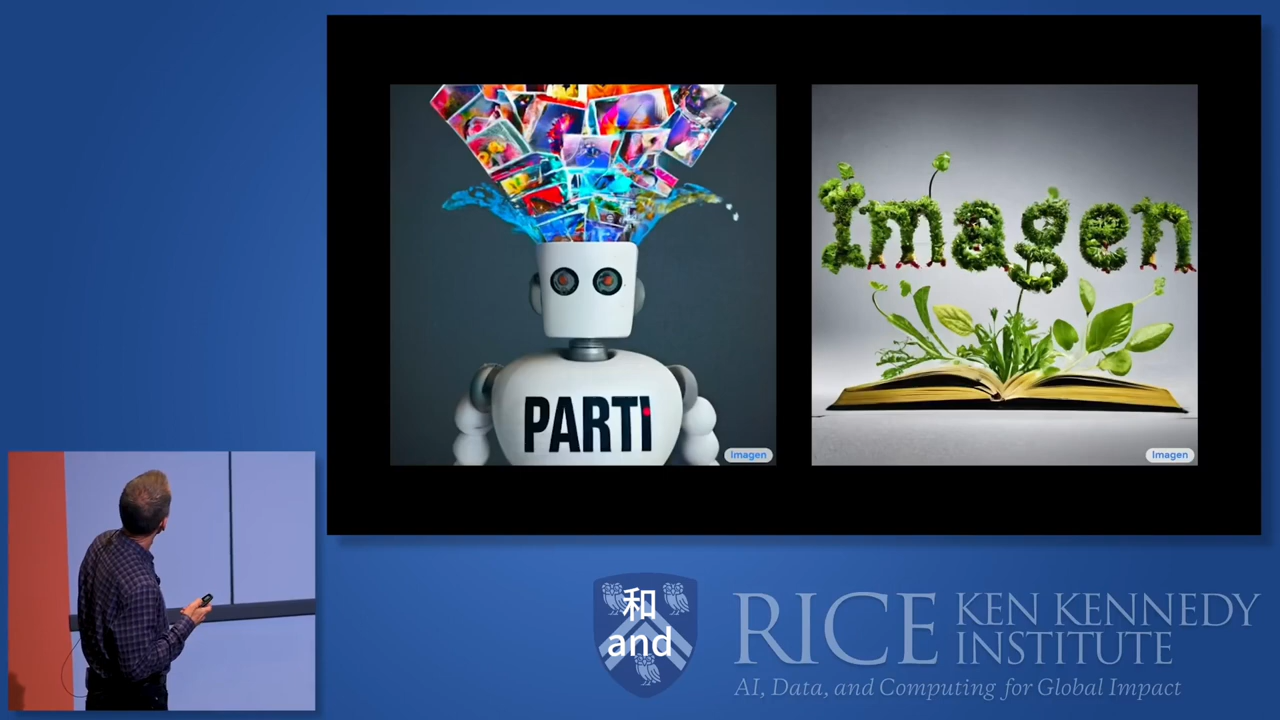 PARTI
Imagen
Imagen
Imagen
和
and
RICE
KEN KENNEDY
INSTITUTE
AI, Data, and Computing for Global Impact